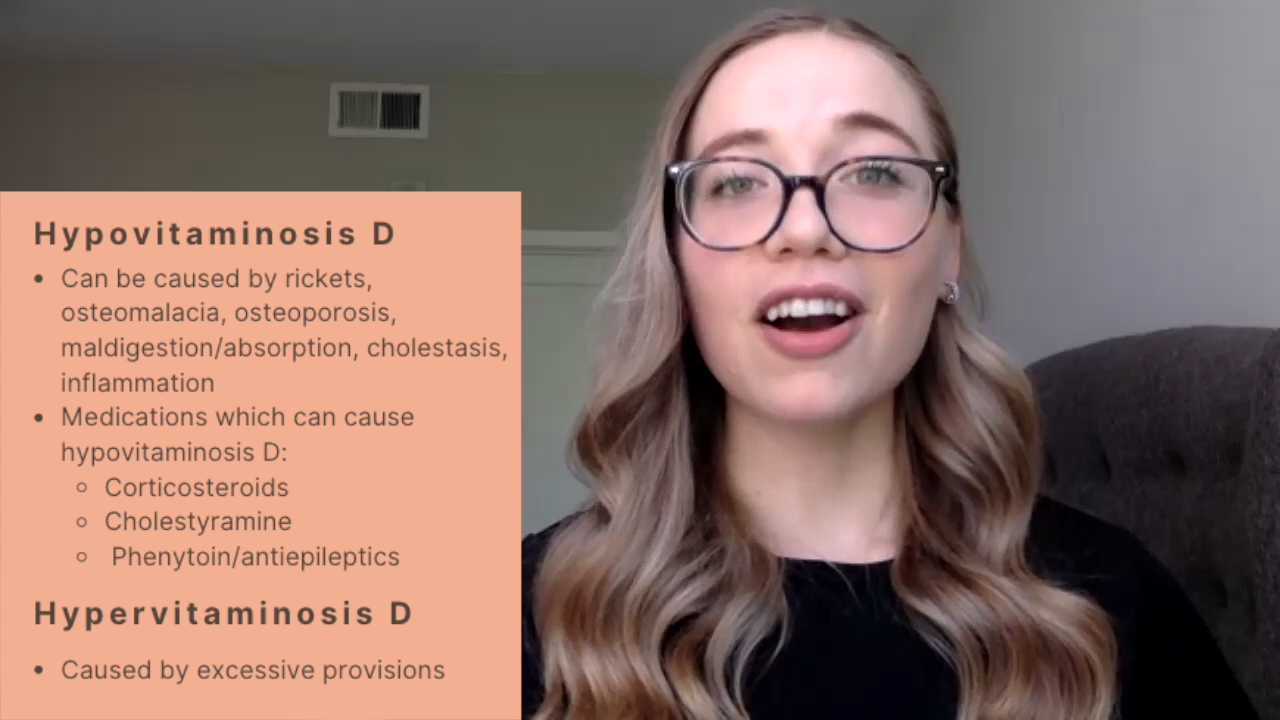 Hypovitaminosis D
• Can be caused by rickets,
osteomalacia, osteoporosis,
maldigestion/absorption, cholestasis,
inflammation
• Medications which can cause
hypovitaminosis D:
○ Corticosteroids
○ Cholestyramine
○ Phenytoin/antiepileptics
Hypervitaminosis D
• Caused by excessive provisions